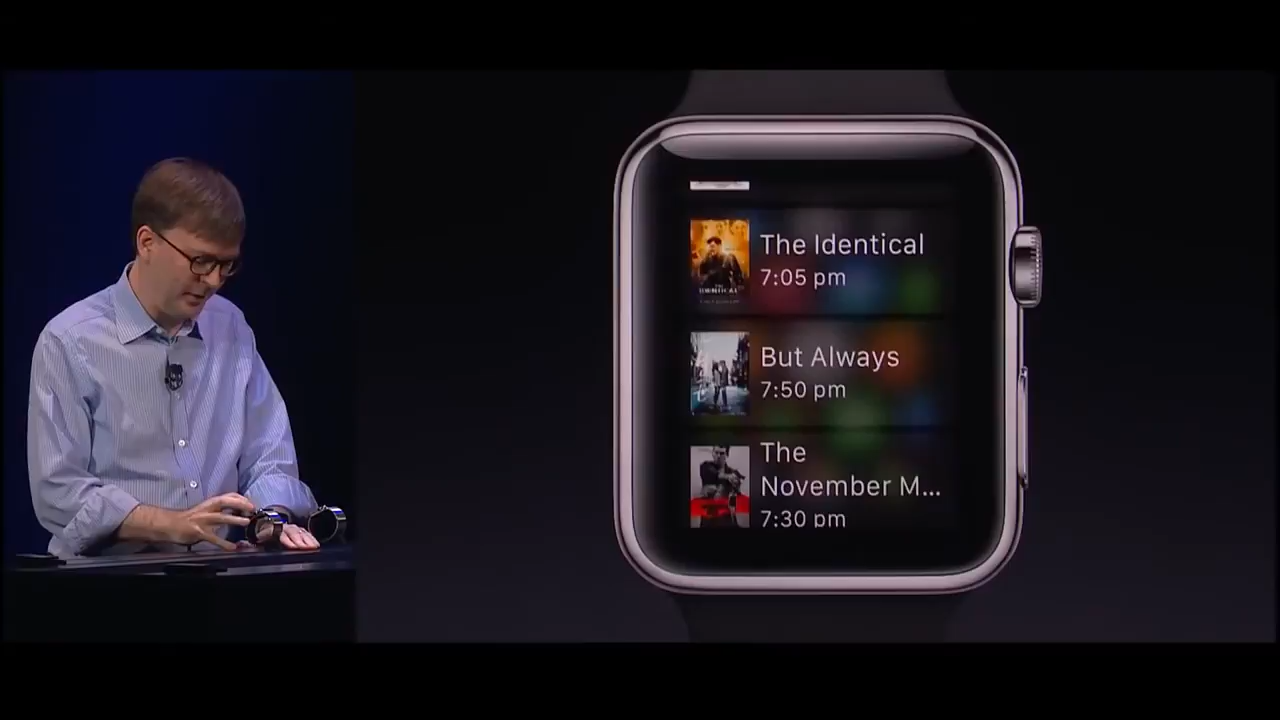 The Identical
7:05 pm
But Always
7:50 pm
The
November M...
7:30 pm